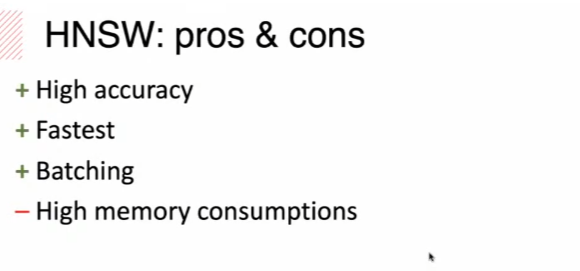 HNSW: pros & cons
+ High accuracy
+ Fastest
+ Batching
– High memory consumptions